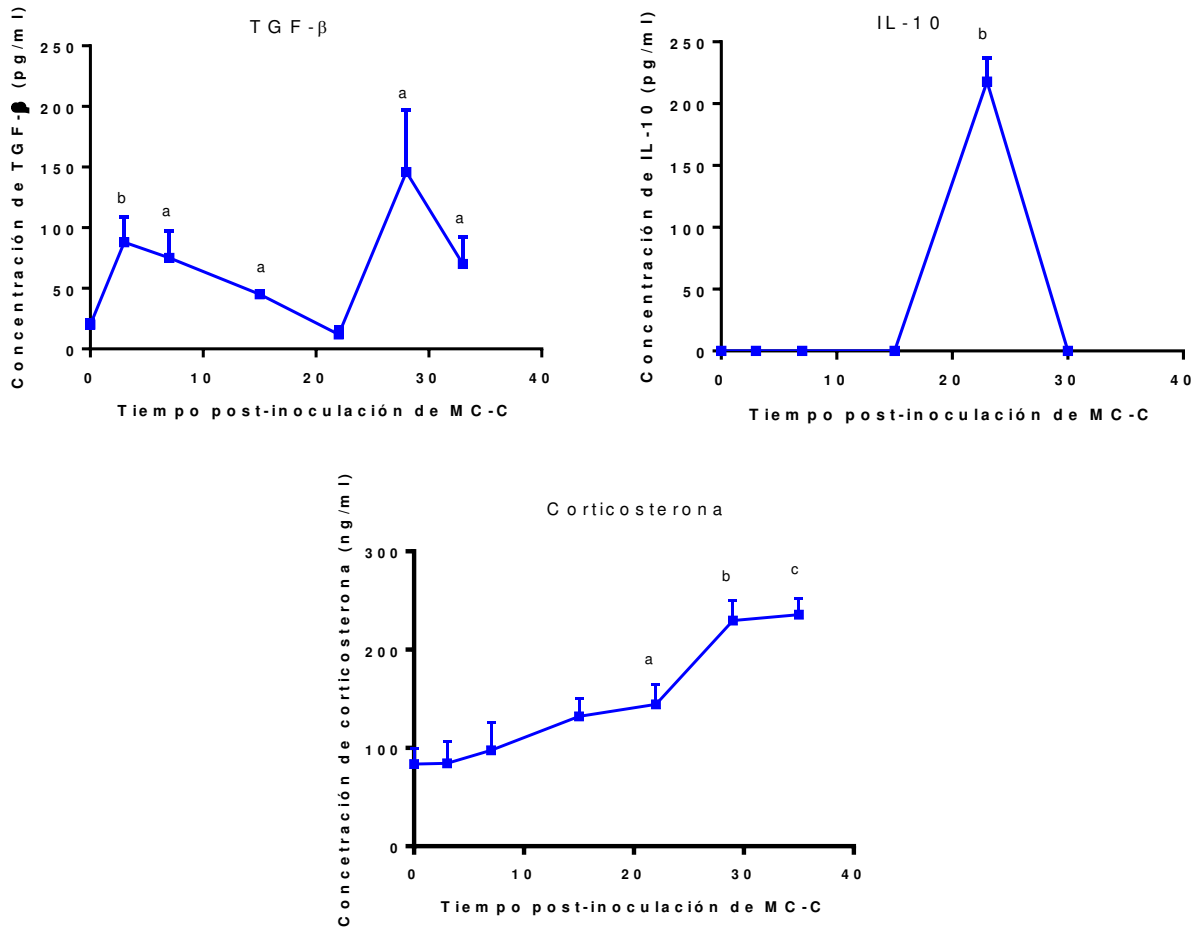 TGF-β
Concentración de TGF-β (pg/ml)
250
200
150
100
50
0
b
a
a
a
a
0 10 20 30 40
Tiempo post-inoculación de MC-C
IL-10
Concentración de IL-10 (pg/ml)
250
200
150
100
50
0
b
0 10 20 30 40
Tiempo post-inoculación de MC-C
Corticosterona
Concetración de corticosterona (ng/ml)
300
200
100
0
a
b
c
0 10 20 30 40
Tiempo post-inoculación de MC-C